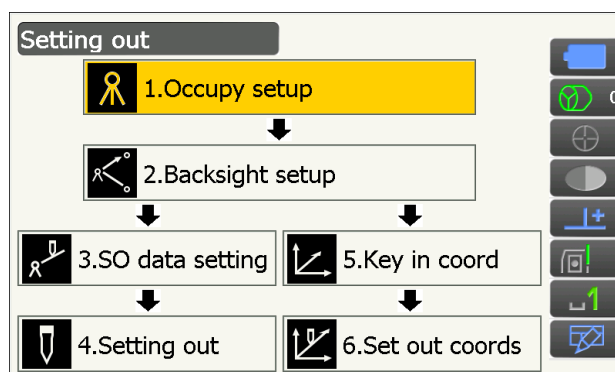 Setting out
1.Occupy setup
2.Backsight setup
3.SO data setting
5.Key in coord
4.Setting out
6.Set out coords
1